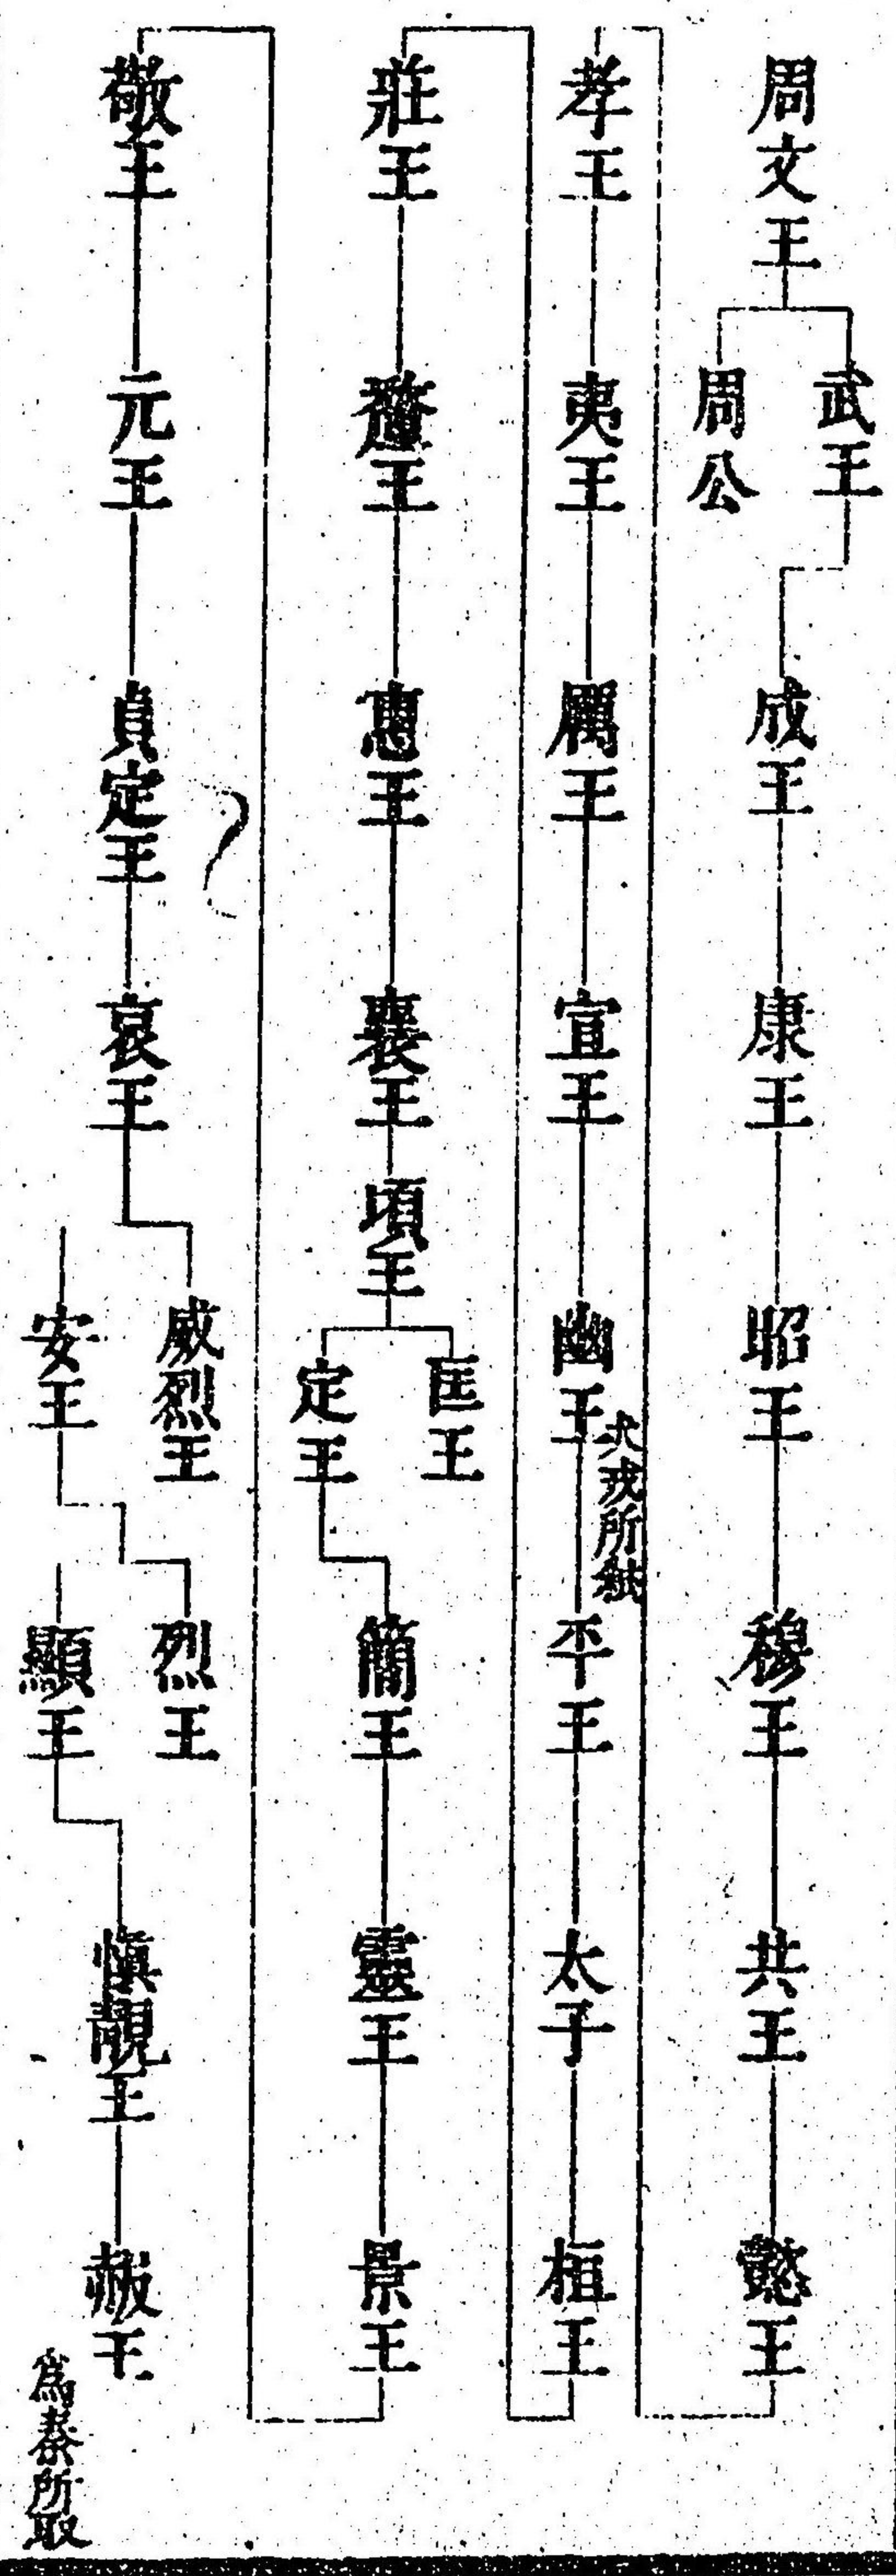 周文王
武王
周公
成王
康王
昭王
穆王
共王
懿王
孝王
夷王
厲王
宣王
幽王
犬戎所弑
平王
太子
桓王
莊王
釐王
惠王
襄王
頃王
匡王
定王
簡王
靈王
景王
敬王
元王
貞定王
哀王
威烈王
安王
烈王
顯王
慎靚王
赧王
爲秦所取